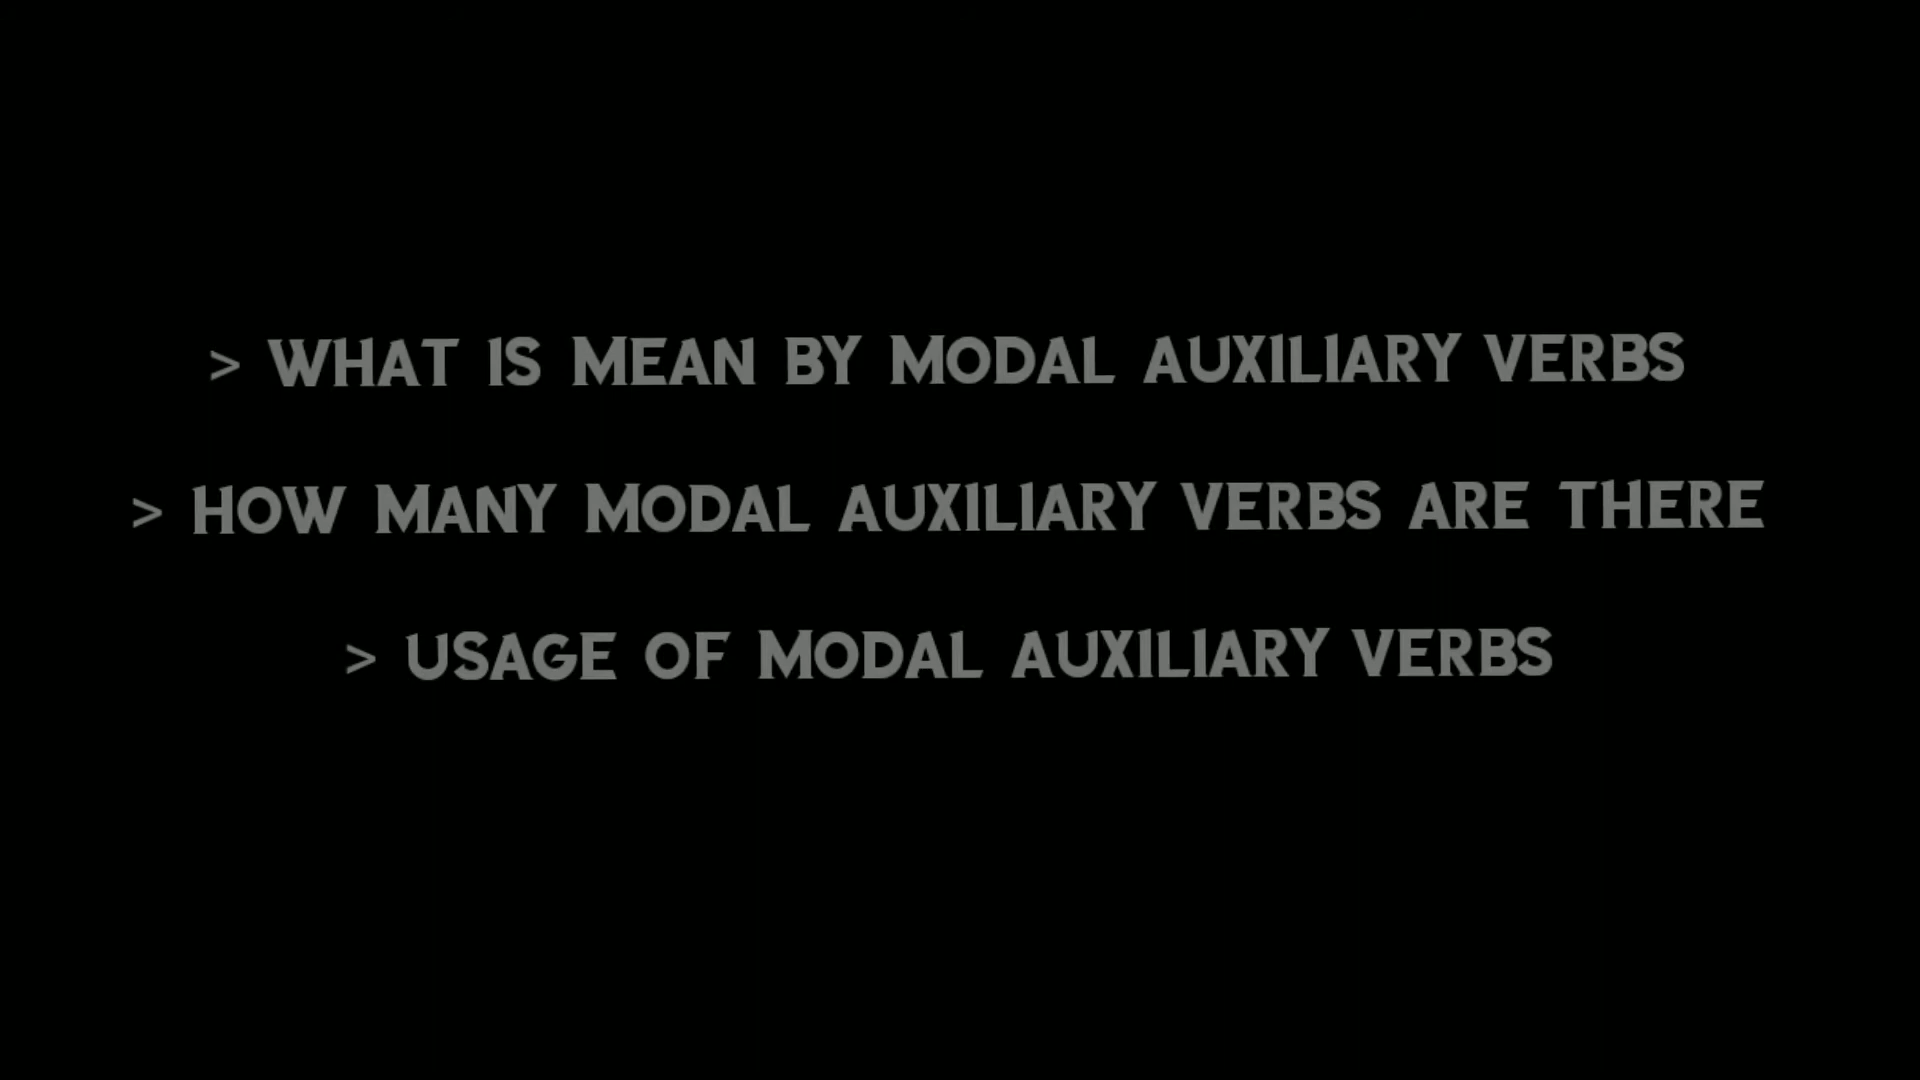 > WHAT IS MEAN BY MODAL AUXILIARY VERBS
> HOW MANY MODAL AUXILIARY VERBS ARE THERE
> USAGE OF MODAL AUXILIARY VERBS